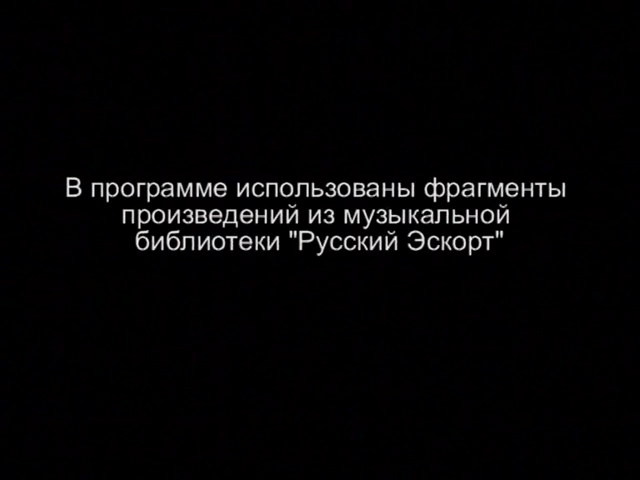 В программе использованы фрагменты
произведений из музыкальной
библиотеки "Русский Эскорт"